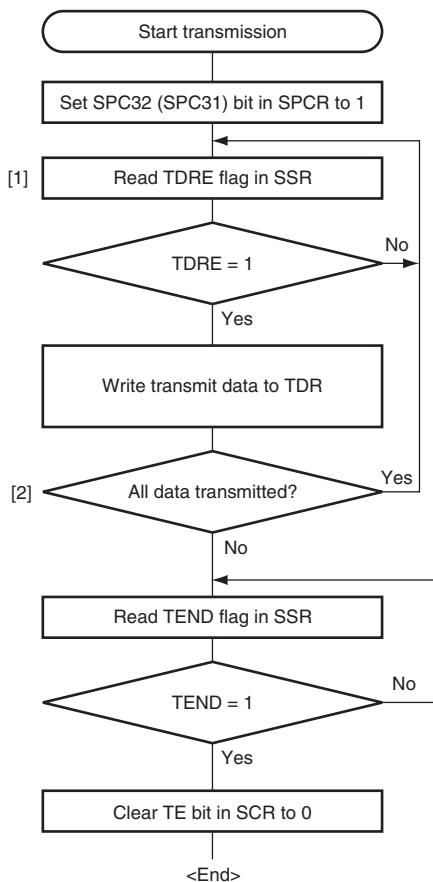 Start transmission
Set SPC32 (SPC31) bit in SPCR to 1
[1]
Read TDRE flag in SSR
No
TDRE = 1
Yes
Write transmit data to TDR
[2]
All data transmitted?
Yes
No
Read TEND flag in SSR
No
TEND = 1
Yes
Clear TE bit in SCR to 0
<End>